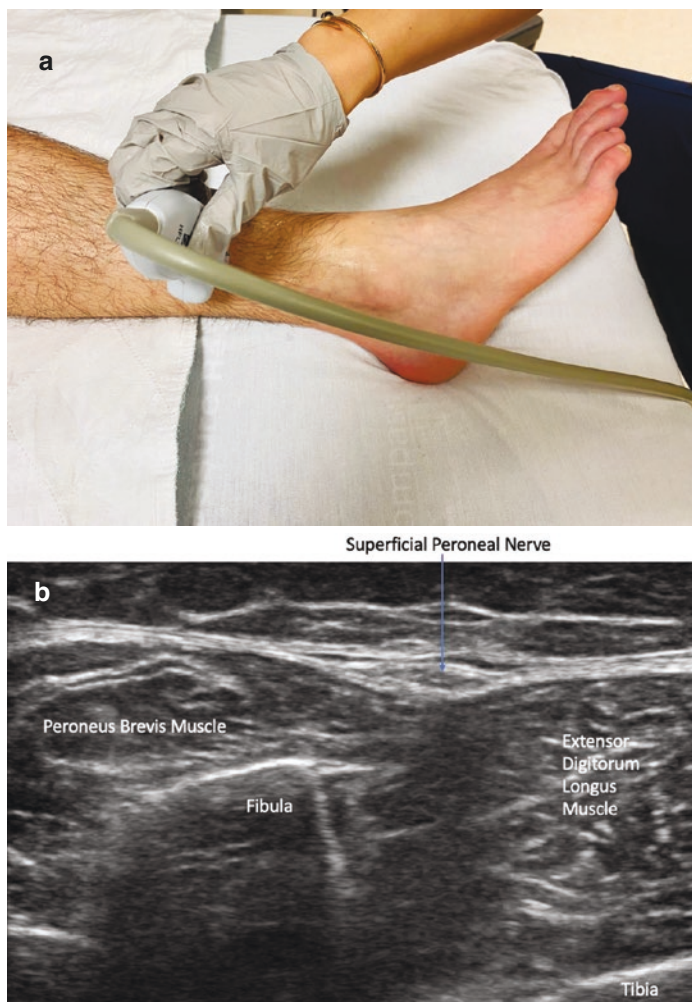 a
Superficial Peroneal Nerve
b
Peroneus Brevis Muscle
Extensor
Digitorum
Longus
Muscle
Fibula
Tibia